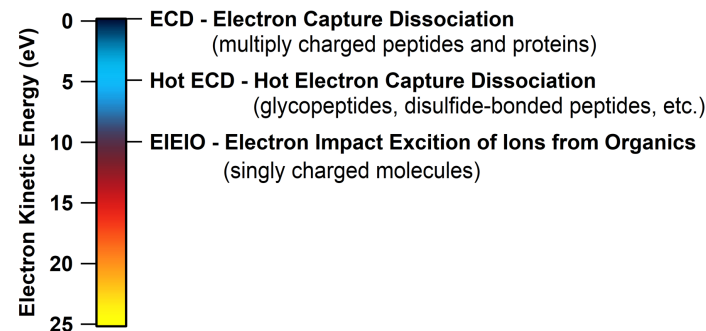 Electron Kinetic Energy (eV)
0
5
10
15
20
25
ECD - Electron Capture Dissociation
(multiply charged peptides and proteins)
Hot ECD - Hot Electron Capture Dissociation
(glycopeptides, disulfide-bonded peptides, etc.)
EIEIO - Electron Impact Excition of Ions from Organics
(singly charged molecules)